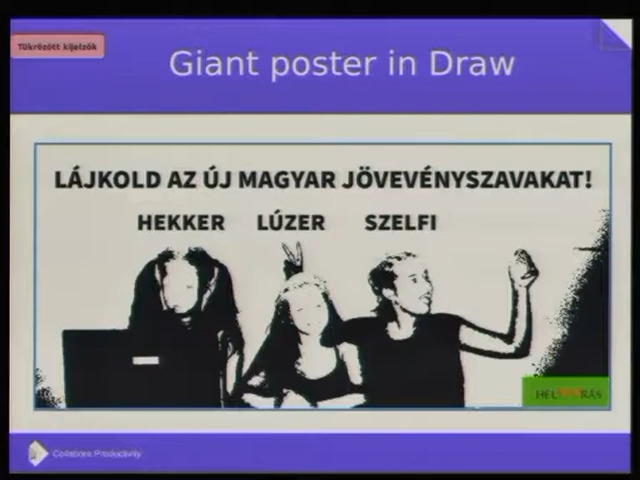 Tükrözött kijelzők
Giant poster in Draw
LÁJKOLD AZ ÚJ MAGYAR JÖVEVÉNYSZAVAKAT!
HEKKER LÚZER SZELFI
Collabora Productivity